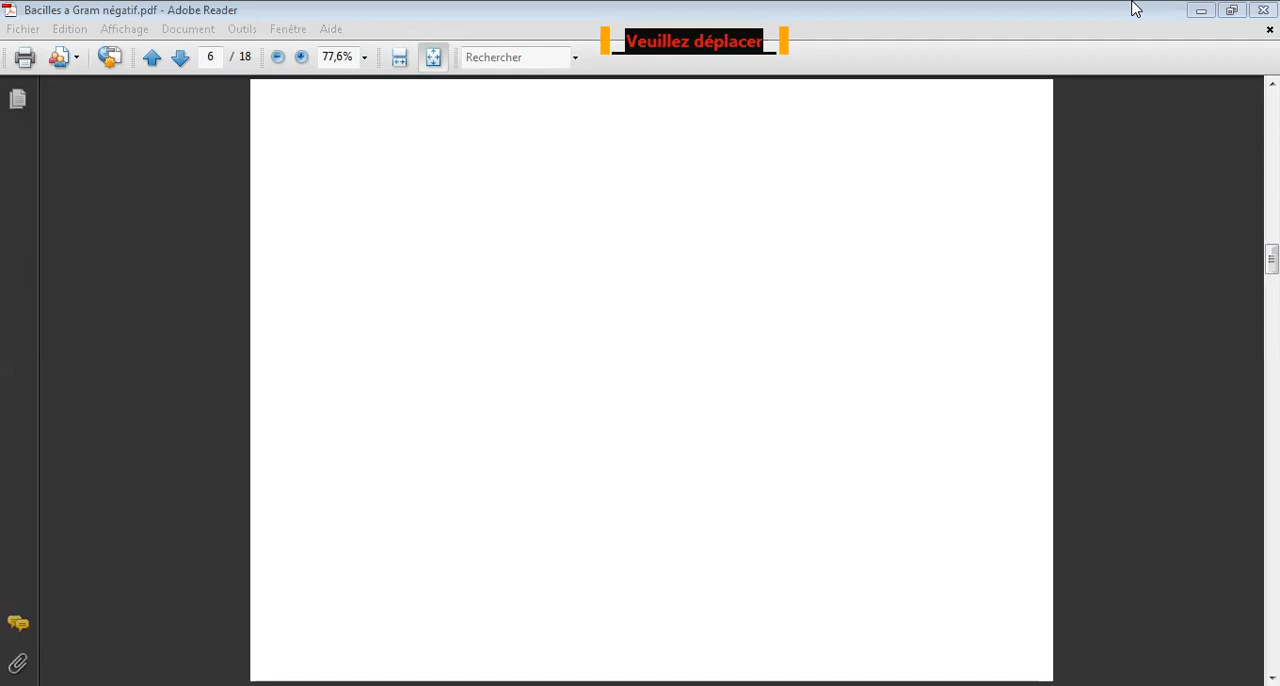 Bacilles a Gram négatif.pdf - Adobe Reader
Fichier Edition Affichage Document Outils Fenêtre Aide
Veuillez déplacer
6 / 18 77,6% Rechercher